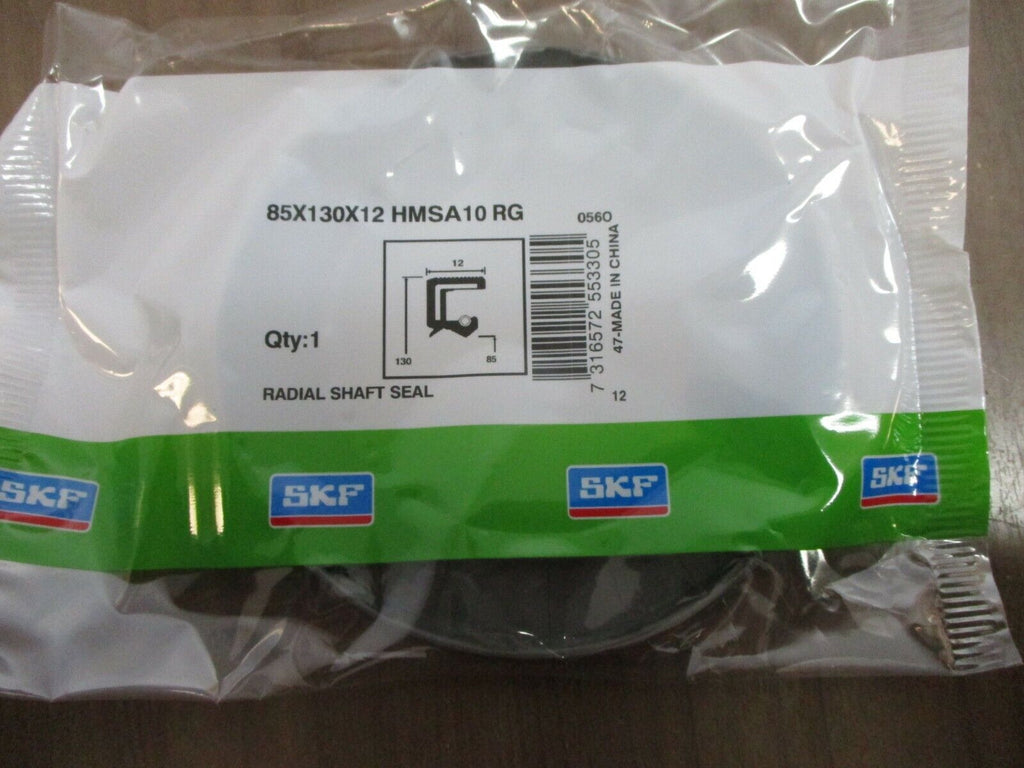 85X130X12 HMSA10 RG
056O
12
130
85
7 316572 553305
47-MADE IN CHINA
Qty:1
RADIAL SHAFT SEAL
12
SKF
SKF
SKF
SKF